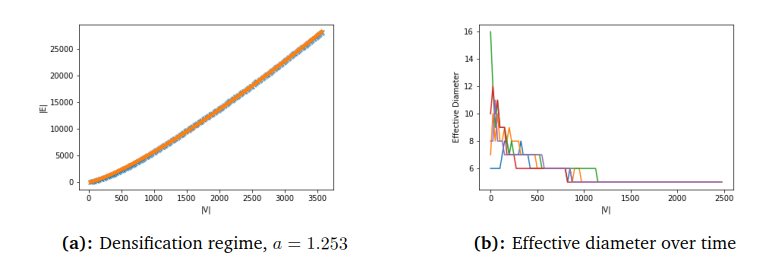 25000
20000
15000
10000
5000
0
|E|
0 500 1000 1500 2000 2500 3000 3500
|V|
(a): Densification regime, a = 1.253
16
14
12
10
8
6
Effective Diameter
0 500 1000 1500 2000 2500
|V|
(b): Effective diameter over time